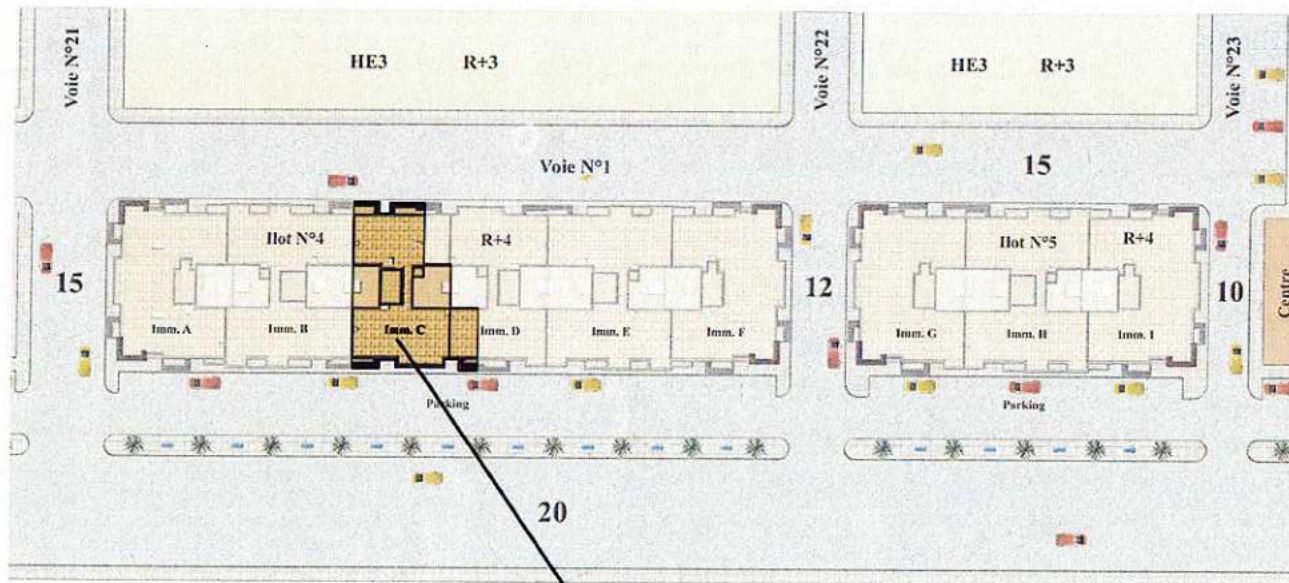 Voie N°21
HE3 R+3
Voie N°22
HE3 R+3
Voie N°23
Voie N°1
15
Ilot N°4
R+4
Ilot N°5
R+4
15
12
10
Centre
Imm. A
Imm. B
Imm. C
Imm. D
Imm. E
Imm. F
Imm. G
Imm. H
Imm. I
Parking
Parking
20